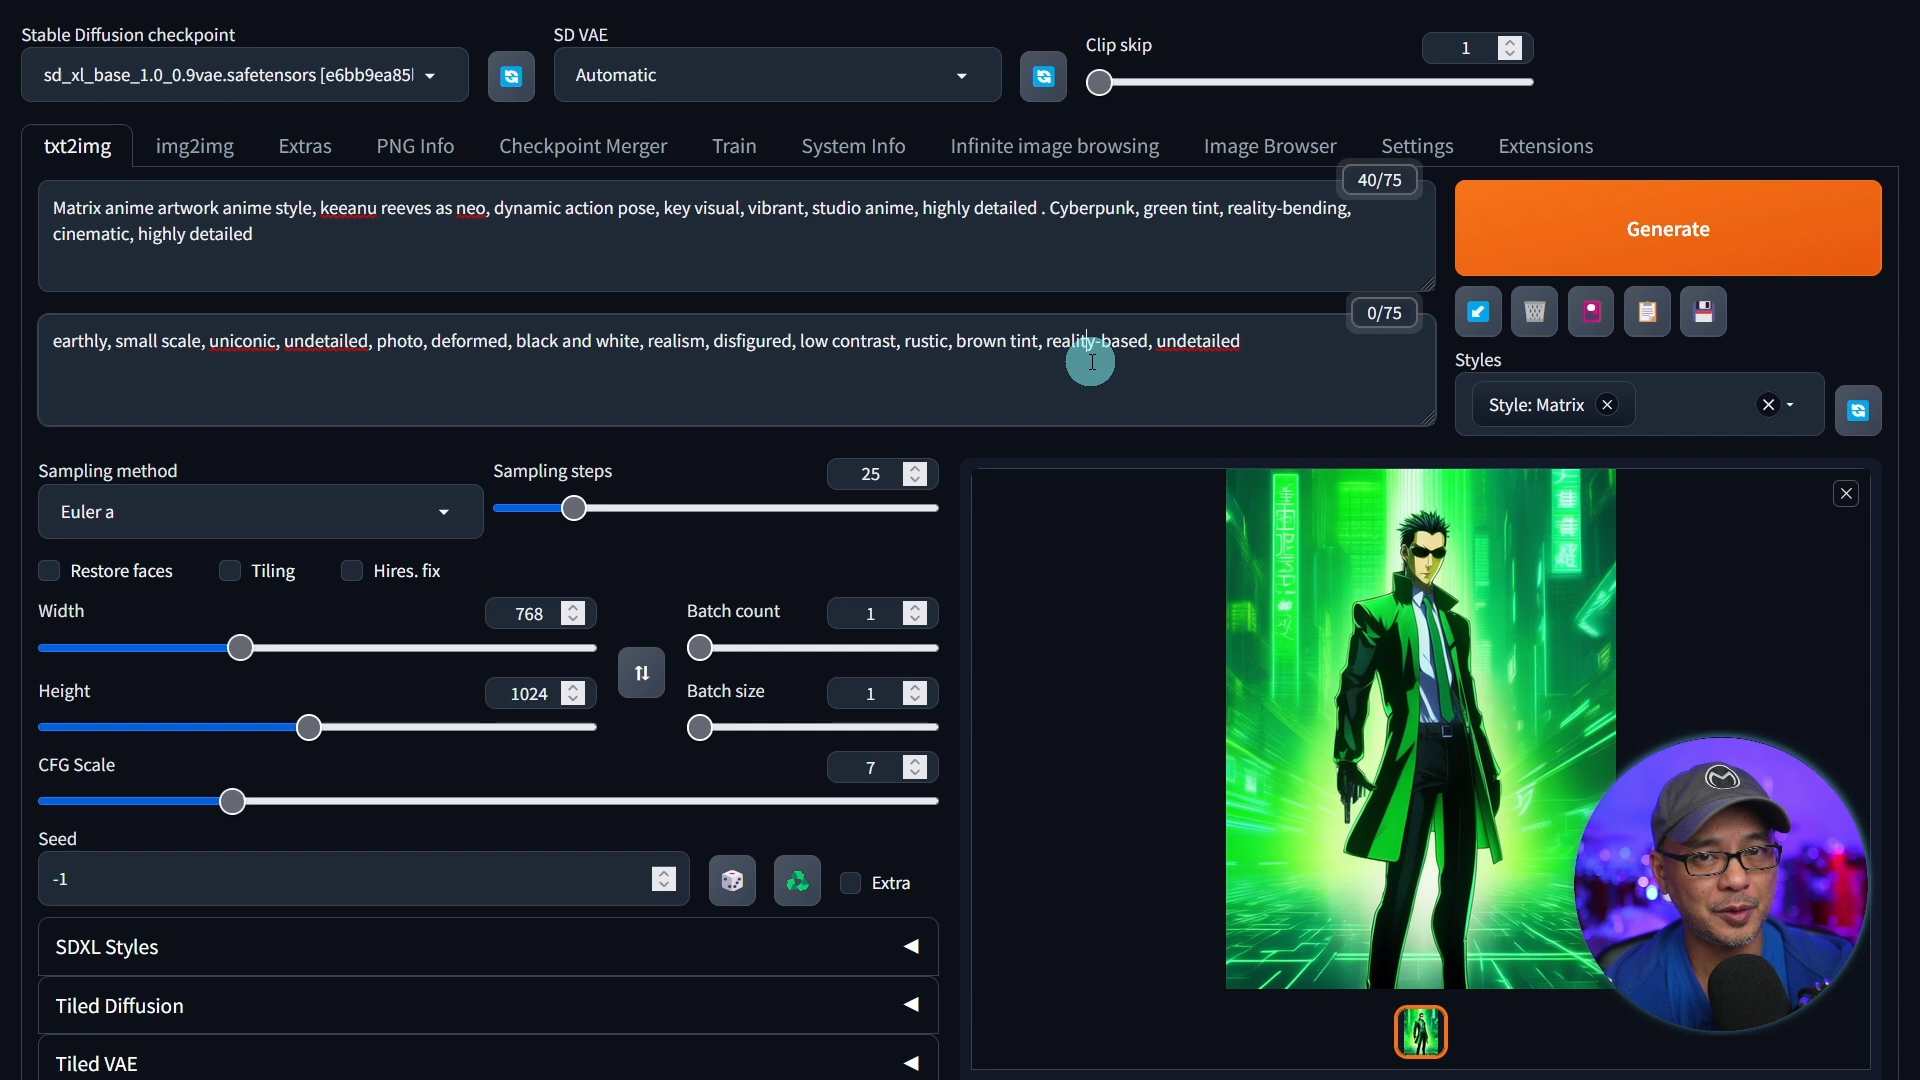 Stable Diffusion checkpoint
sd_xl_base_1.0_0.9vae.safetensors [e6bb9ea85l
SD VAE
Automatic
Clip skip
1
txt2img
img2img
Extras
PNG Info
Checkpoint Merger
Train
System Info
Infinite image browsing
Image Browser
Settings
Extensions
40/75
Matrix anime artwork anime style, keeanu reeves as neo, dynamic action pose, key visual, vibrant, studio anime, highly detailed . Cyberpunk, green tint, reality-bending,
cinematic, highly detailed
Generate
0/75
earthly, small scale, uniconic, undetailed, photo, deformed, black and white, realism, disfigured, low contrast, rustic, brown tint, reality-based, undetailed
Styles
Style: Matrix
Sampling method
Euler a
Sampling steps
25
Restore faces
Tiling
Hires. fix
Width
768
Batch count
1
Height
1024
Batch size
1
CFG Scale
7
Seed
-1
Extra
SDXL Styles
Tiled Diffusion
Tiled VAE